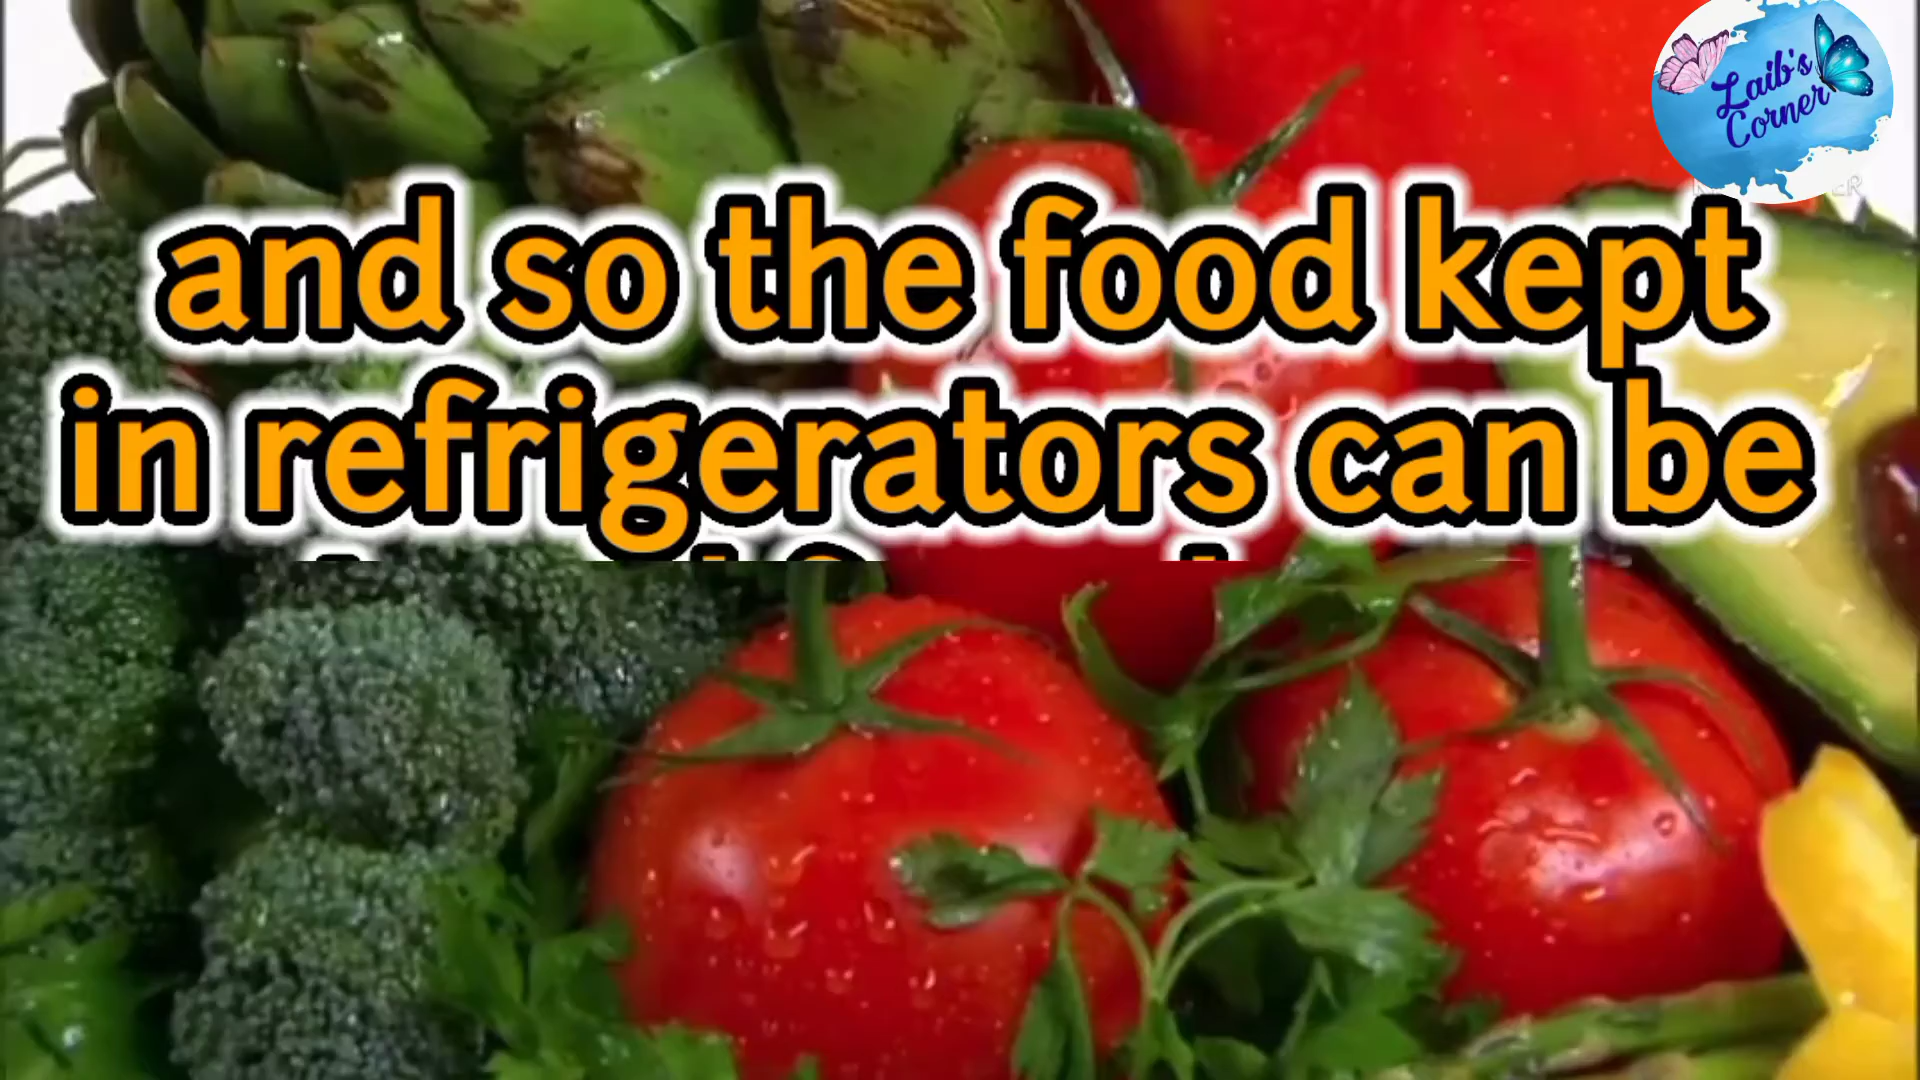 Laib's
Corner
and so the food kept
in refrigerators can be